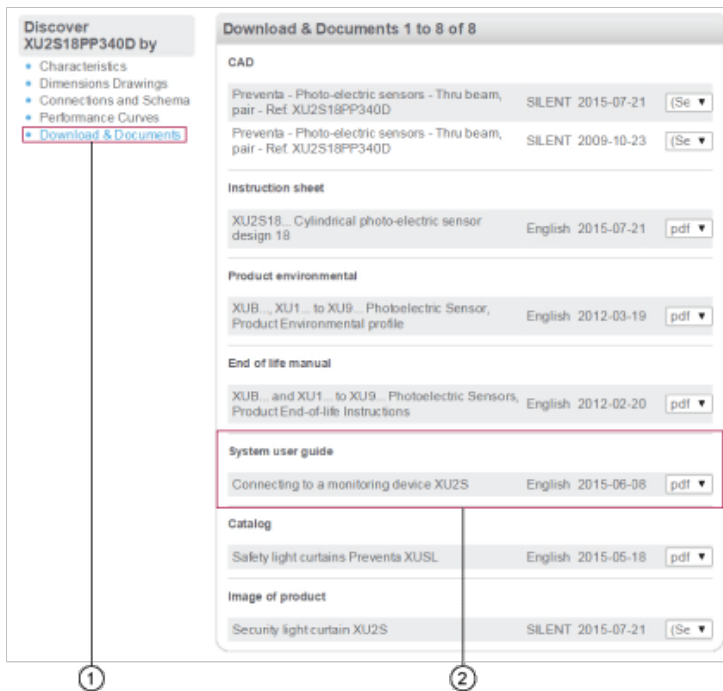 Discover
XU2S18PP340D by
Characteristics
Dimensions Drawings
Connections and Schema
Performance Curves
Download & Documents
Download & Documents 1 to 8 of 8
CAD
Preventa - Photo-electric sensors - Thru beam,
pair - Ref. XU2S18PP340D
SILENT 2015-07-21 (Se
Preventa - Photo-electric sensors - Thru beam,
pair - Ref. XU2S18PP340D
SILENT 2009-10-23 (Se
Instruction sheet
XU2S18... Cylindrical photo-electric sensor
design 18
English 2015-07-21 pdf
Product environmental
XUB..., XU1... to XU9... Photoelectric Sensor,
Product Environmental profile
English 2012-03-19 pdf
End of life manual
XUB... and XU1... to XU9... Photoelectric Sensors,
Product End-of-life Instructions
English 2012-02-20 pdf
System user guide
Connecting to a monitoring device XU2S English 2015-06-08 pdf
Catalog
Safety light curtains Preventa XUSL English 2015-05-18 pdf
Image of product
Security light curtain XU2S SILENT 2015-07-21 (Se
1 2